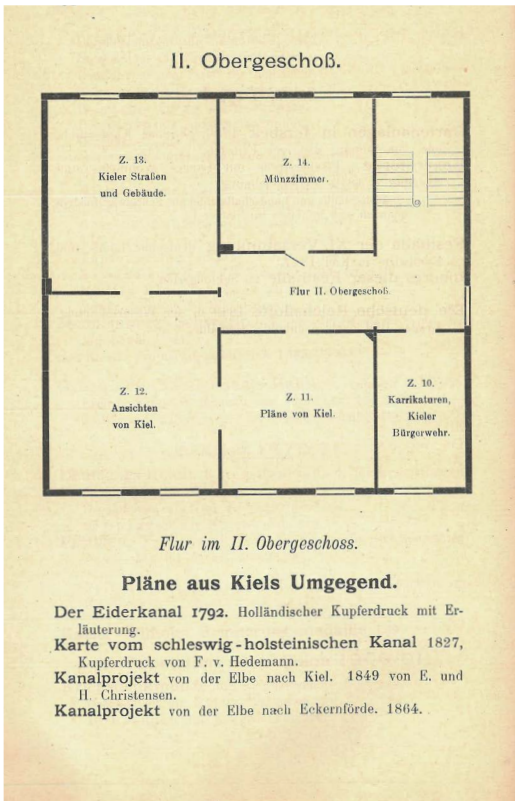 II. Obergeschoß.
Z. 13.
Kieler Straßen
und Gebäude.
Z. 14.
Münzzimmer.
Flur II. Obergeschoß.
Z. 12.
Ansichten
von Kiel.
Z. 11.
Pläne von Kiel.
Z. 10.
Karrikaturen,
Kieler
Bürgerwehr.
Flur im II. Obergeschoss.
Pläne aus Kiels Umgegend.
Der Eiderkanal 1792. Holländischer Kupferdruck mit Er-
läuterung.
Karte vom schleswig-holsteinischen Kanal 1827,
Kupferdruck von F. v. Hedemann.
Kanalprojekt von der Elbe nach Kiel. 1849 von E. und
H. Christensen.
Kanalprojekt von der Elbe nach Eckernförde. 1864.